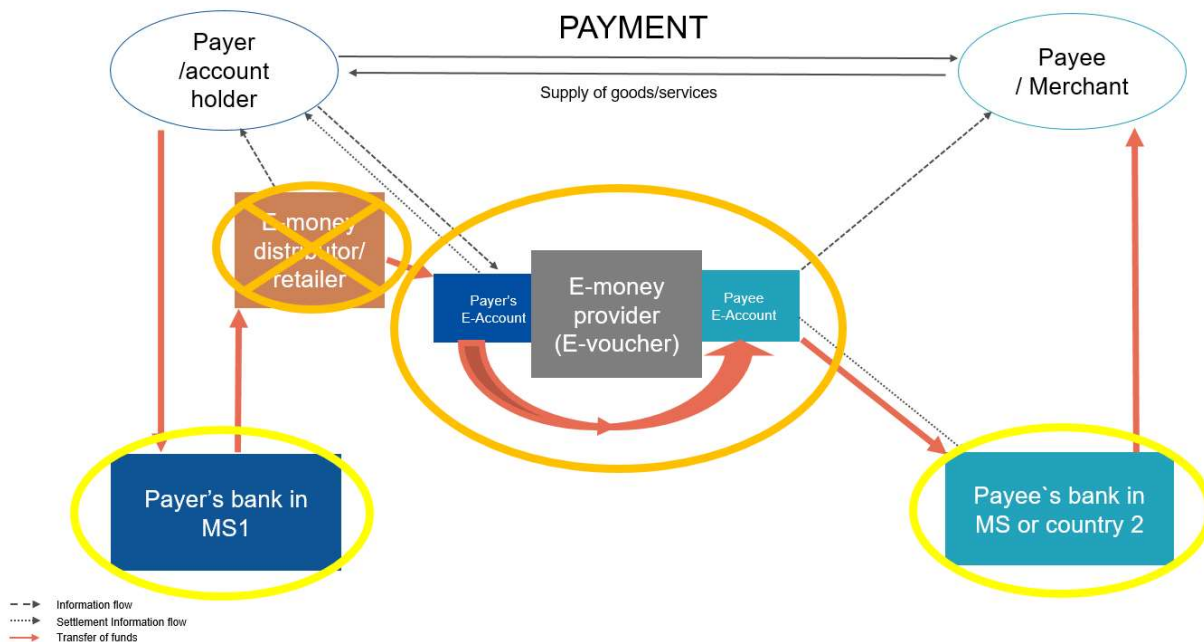 PAYMENT
Payer
/account
holder
Payee
/ Merchant
Supply of goods/services
E-money
distributor/
retailer
Payer's
E-Account
E-money
provider
(E-voucher)
Payee
E-Account
Payer’s bank in
MS1
Payee`s bank in
MS or country 2
Information flow
Settlement Information flow
Transfer of funds